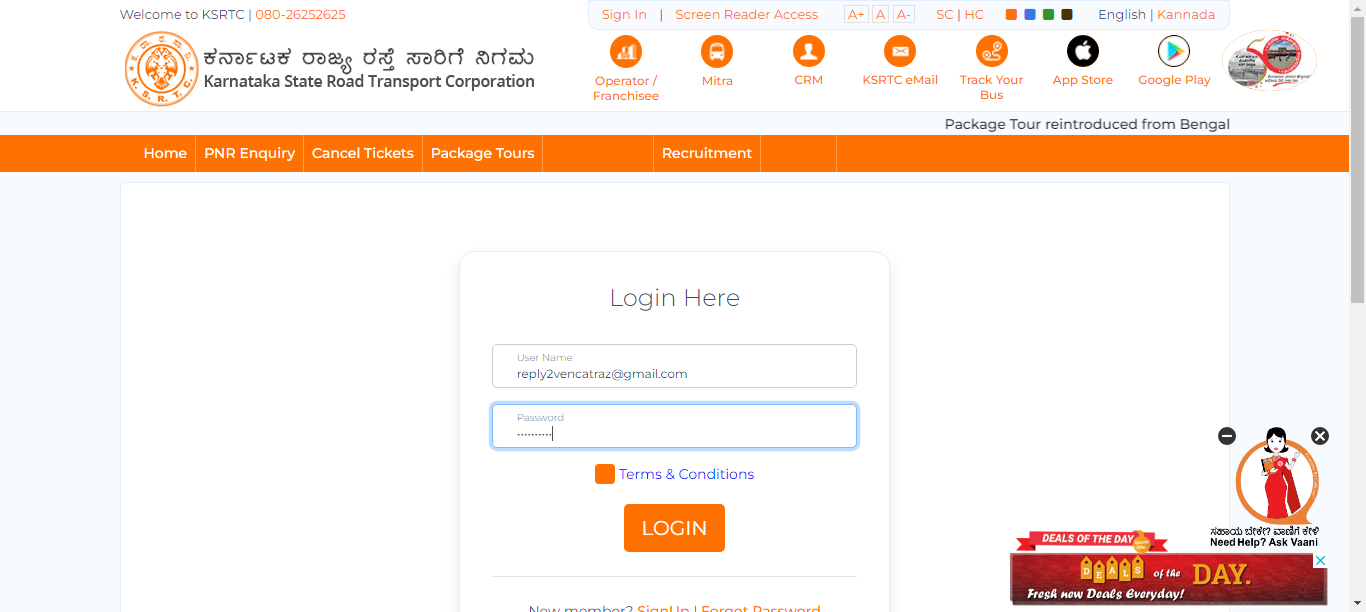 Welcome to KSRTC | 080-26252625
Sign In | Screen Reader Access A+ A A- SC | HC English | Kannada
ಕರ್ನಾಟಕ ರಾಜ್ಯ ರಸ್ತೆ ಸಾರಿಗೆ ನಿಗಮ
Karnataka State Road Transport Corporation
K.S.R.T.C
Operator / Franchisee
Mitra
CRM
KSRTC eMail
Track Your Bus
App Store
Google Play
Package Tour reintroduced from Bengal
Home PNR Enquiry Cancel Tickets Package Tours Recruitment
Login Here
User Name
reply2vencatraz@gmail.com
Password
Terms & Conditions
LOGIN
New member? SignUp | Forgot Password
ಸಹಾಯ ಬೇಕೇ? ವಾಣಿಗೆ ಕೇಳಿ
Need Help? Ask Vaani
DEALS OF THE DAY
DEALS of the DAY.
Fresh new Deals Everyday!